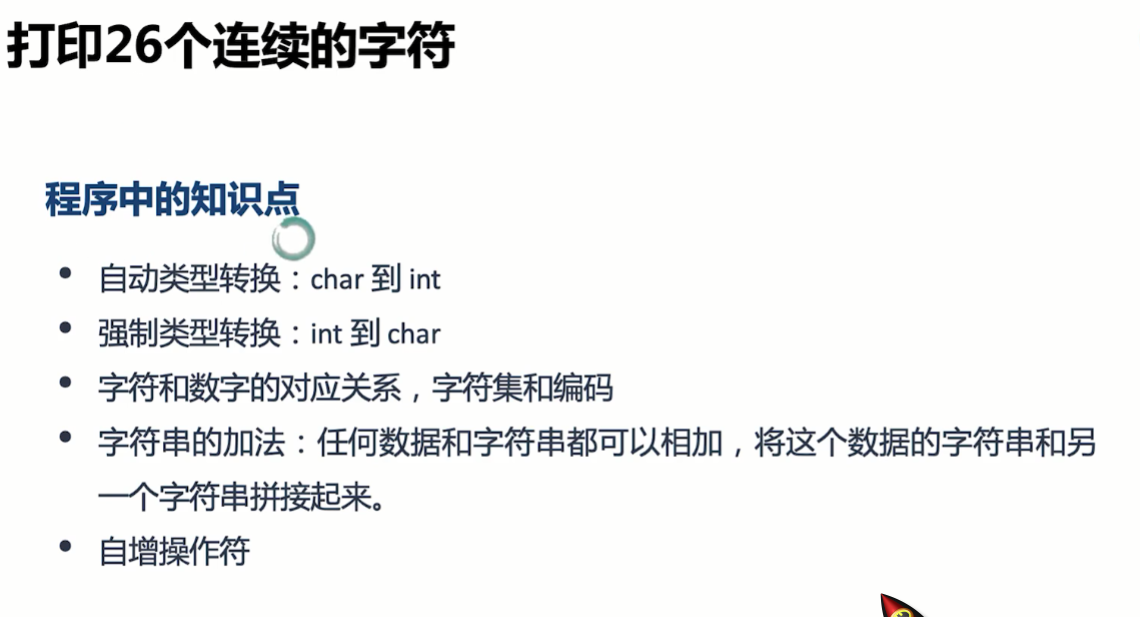 打印26个连续的字符
程序中的知识点
• 自动类型转换：char 到 int
• 强制类型转换：int 到 char
• 字符和数字的对应关系，字符集和编码
• 字符串的加法：任何数据和字符串都可以相加，将这个数据的字符串和另
一个字符串拼接起来。
• 自增操作符